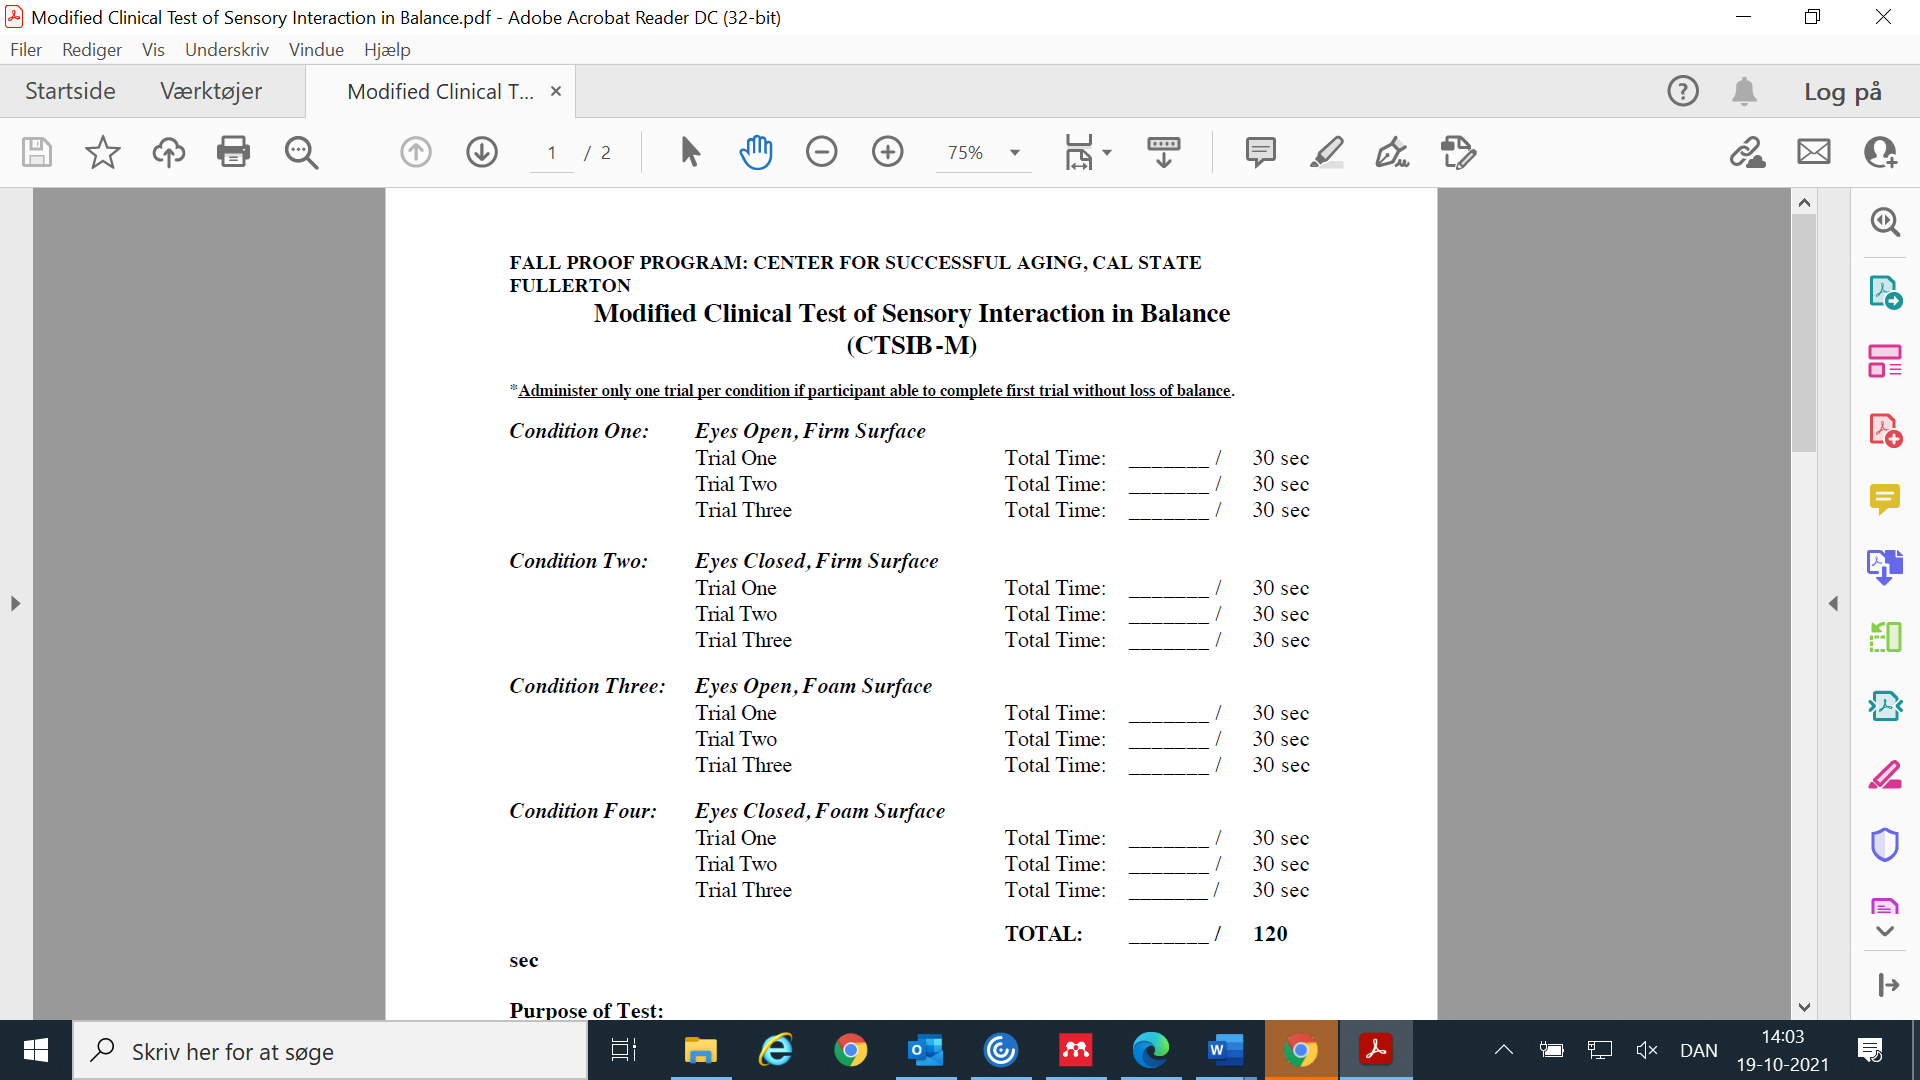 Modified Clinical Test of Sensory Interaction in Balance.pdf - Adobe Acrobat Reader DC (32-bit)
Filer Rediger Vis Underskriv Vindue Hjælp
Startside Værktøjer Modified Clinical T... × Log på
1 / 2 75%
FALL PROOF PROGRAM: CENTER FOR SUCCESSFUL AGING, CAL STATE
FULLERTON
Modified Clinical Test of Sensory Interaction in Balance
(CTSIB-M)
*Administer only one trial per condition if participant able to complete first trial without loss of balance.
Condition One: Eyes Open, Firm Surface
Trial One Total Time: _______ / 30 sec
Trial Two Total Time: _______ / 30 sec
Trial Three Total Time: _______ / 30 sec
Condition Two: Eyes Closed, Firm Surface
Trial One Total Time: _______ / 30 sec
Trial Two Total Time: _______ / 30 sec
Trial Three Total Time: _______ / 30 sec
Condition Three: Eyes Open, Foam Surface
Trial One Total Time: _______ / 30 sec
Trial Two Total Time: _______ / 30 sec
Trial Three Total Time: _______ / 30 sec
Condition Four: Eyes Closed, Foam Surface
Trial One Total Time: _______ / 30 sec
Trial Two Total Time: _______ / 30 sec
Trial Three Total Time: _______ / 30 sec
TOTAL: _______ / 120
sec
Purpose of Test:
Skriv her for at søge
DAN
14:03
19-10-2021